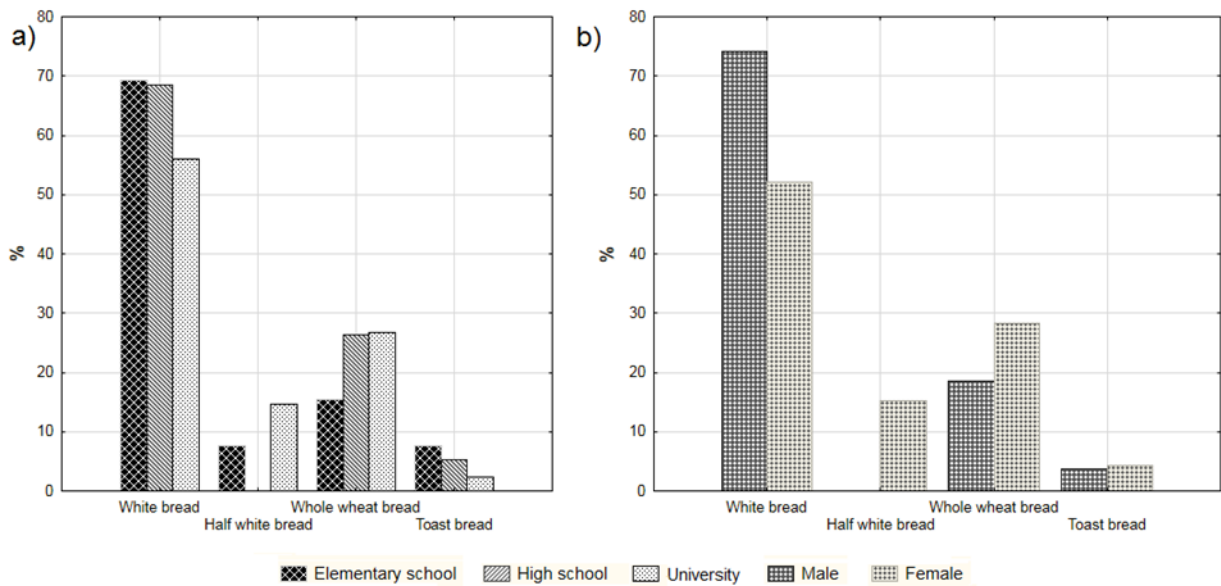 a)
80
70
60
50
40
30
20
10
0
%
White bread
Half white bread
Whole wheat bread
Toast bread
b)
80
70
60
50
40
30
20
10
0
%
White bread
Half white bread
Whole wheat bread
Toast bread
Elementary school High school University Male Female